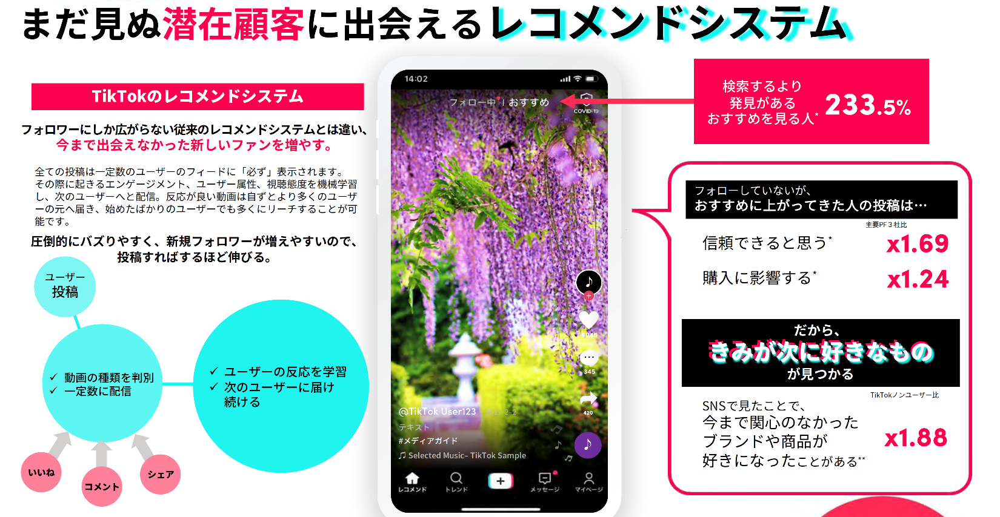 まだ見ぬ潜在顧客に出会えるレコメンドシステム
TikTokのレコメンドシステム
フォロワーにしか広がらない従来のレコメンドシステムとは違い、
今まで出会えなかった新しいファンを増やす。
全ての投稿は一定数のユーザーのフィードに「必ず」表示されます。
その際に起きるエンゲージメント、ユーザー属性、視聴態度を機械学習
し、次のユーザーへと配信。反応が良い動画は自ずとより多くのユーザ
ーの元へ届き、始めたばかりのユーザーでも多くにリーチすることが可
能です。
圧倒的にバズりやすく、新規フォロワーが増えやすいので、
投稿すればするほど伸びる。
ユーザー
投稿
✓ 動画の種類を判別
✓ 一定数に配信
✓ ユーザーの反応を学習
✓ 次のユーザーに届け
続ける
いいね
コメント
シェア
14:02
フォロー中 | おすすめ
COVID-19
9045
345
420
@TikTok User123 2021-2-2
テキスト
#メディアガイド
♫ Selected Music– TikTok Sample
レコメンド
トレンド
メッセージ
マイページ
検索するより
発見がある
おすすめを見る人*
233.5%
フォローしていないが、
おすすめに上がってきた人の投稿は…
主要PF３社比
信頼できると思う* x1.69
購入に影響する* x1.24
だから、
きみが次に好きなもの
が見つかる
TikTokノンユーザー比
SNSで見たことで、
今まで関心のなかった
ブランドや商品が
好きになったことがある**
x1.88